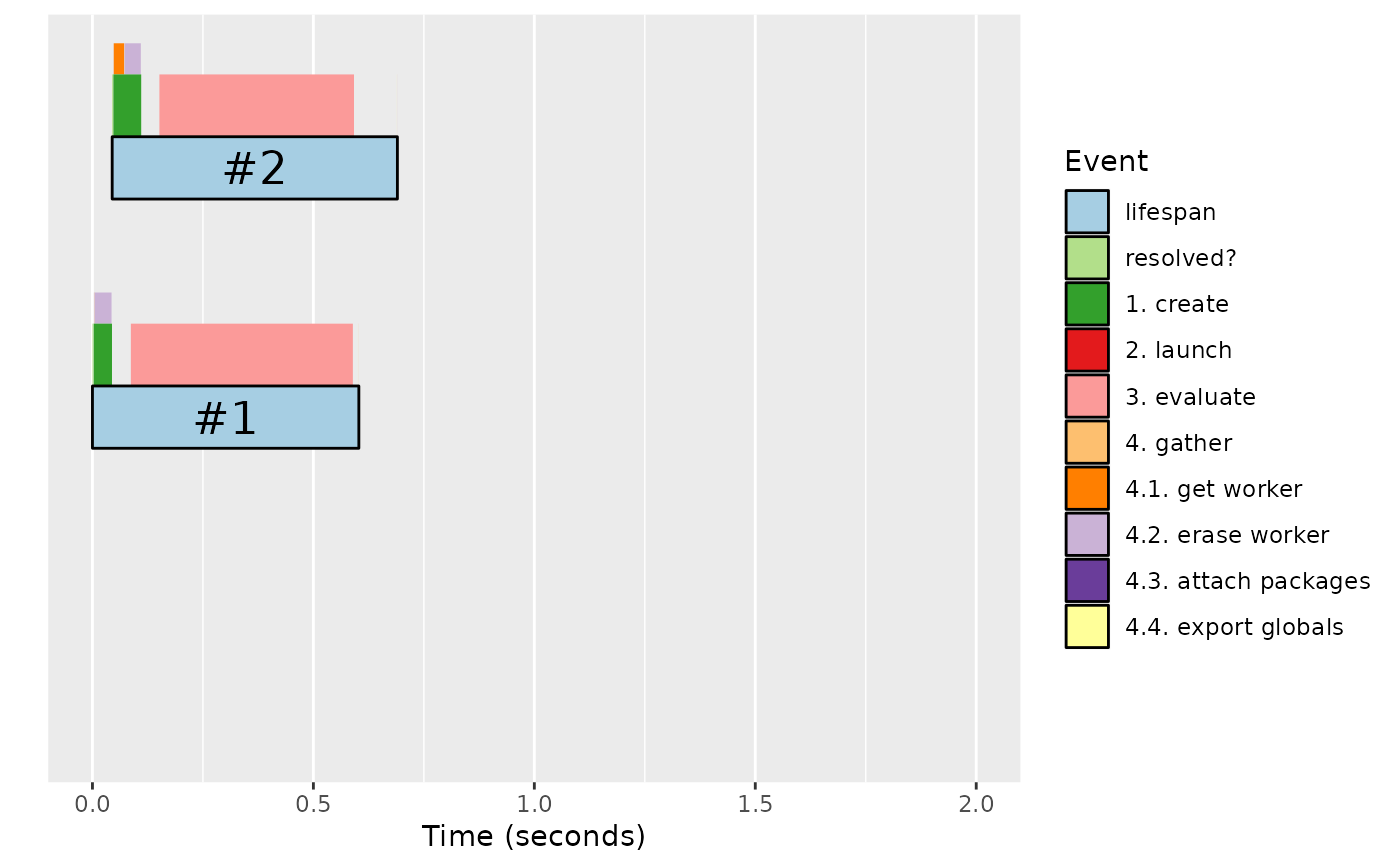 #2
#1
0.0 0.5 1.0 1.5 2.0
Time (seconds)
Event
lifespan
resolved?
1. create
2. launch
3. evaluate
4. gather
4.1. get worker
4.2. erase worker
4.3. attach packages
4.4. export globals